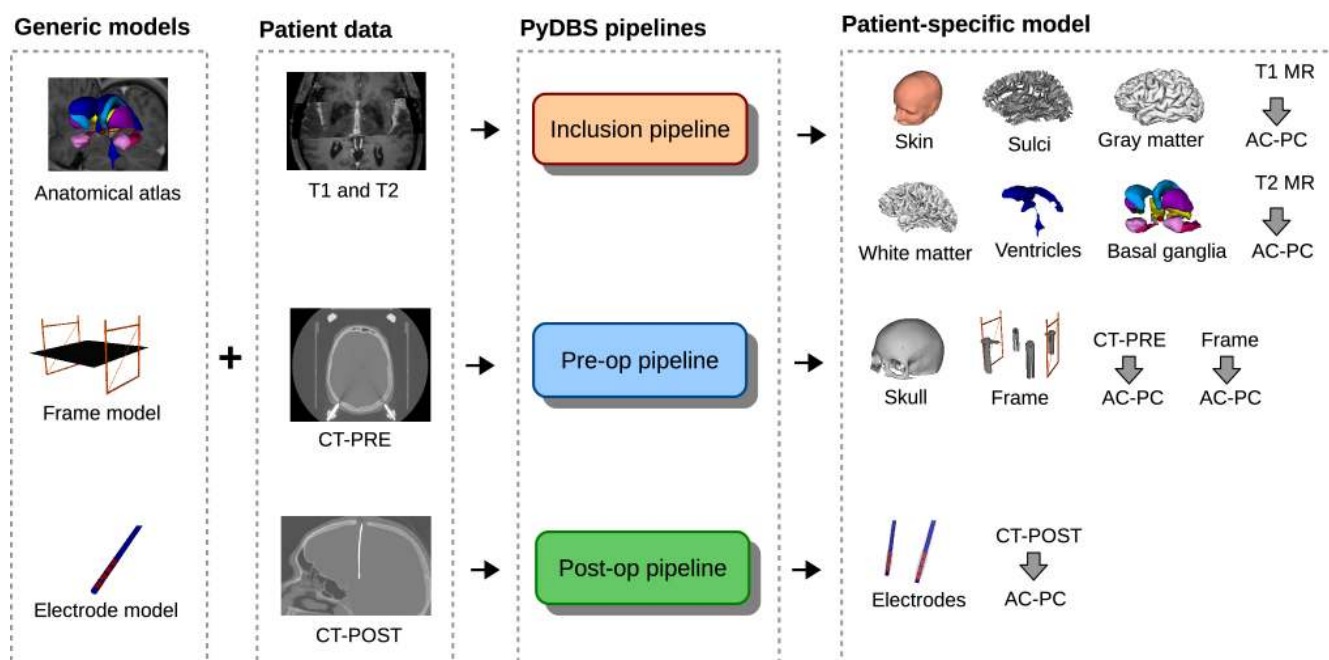 Generic models
Patient data
PyDBS pipelines
Patient-specific model
Anatomical atlas
T1 and T2
Inclusion pipeline
Skin
Sulci
Gray matter
T1 MR
AC-PC
White matter
Ventricles
Basal ganglia
T2 MR
AC-PC
Frame model
+
CT-PRE
Pre-op pipeline
Skull
Frame
CT-PRE
AC-PC
Frame
AC-PC
Electrode model
CT-POST
Post-op pipeline
Electrodes
CT-POST
AC-PC